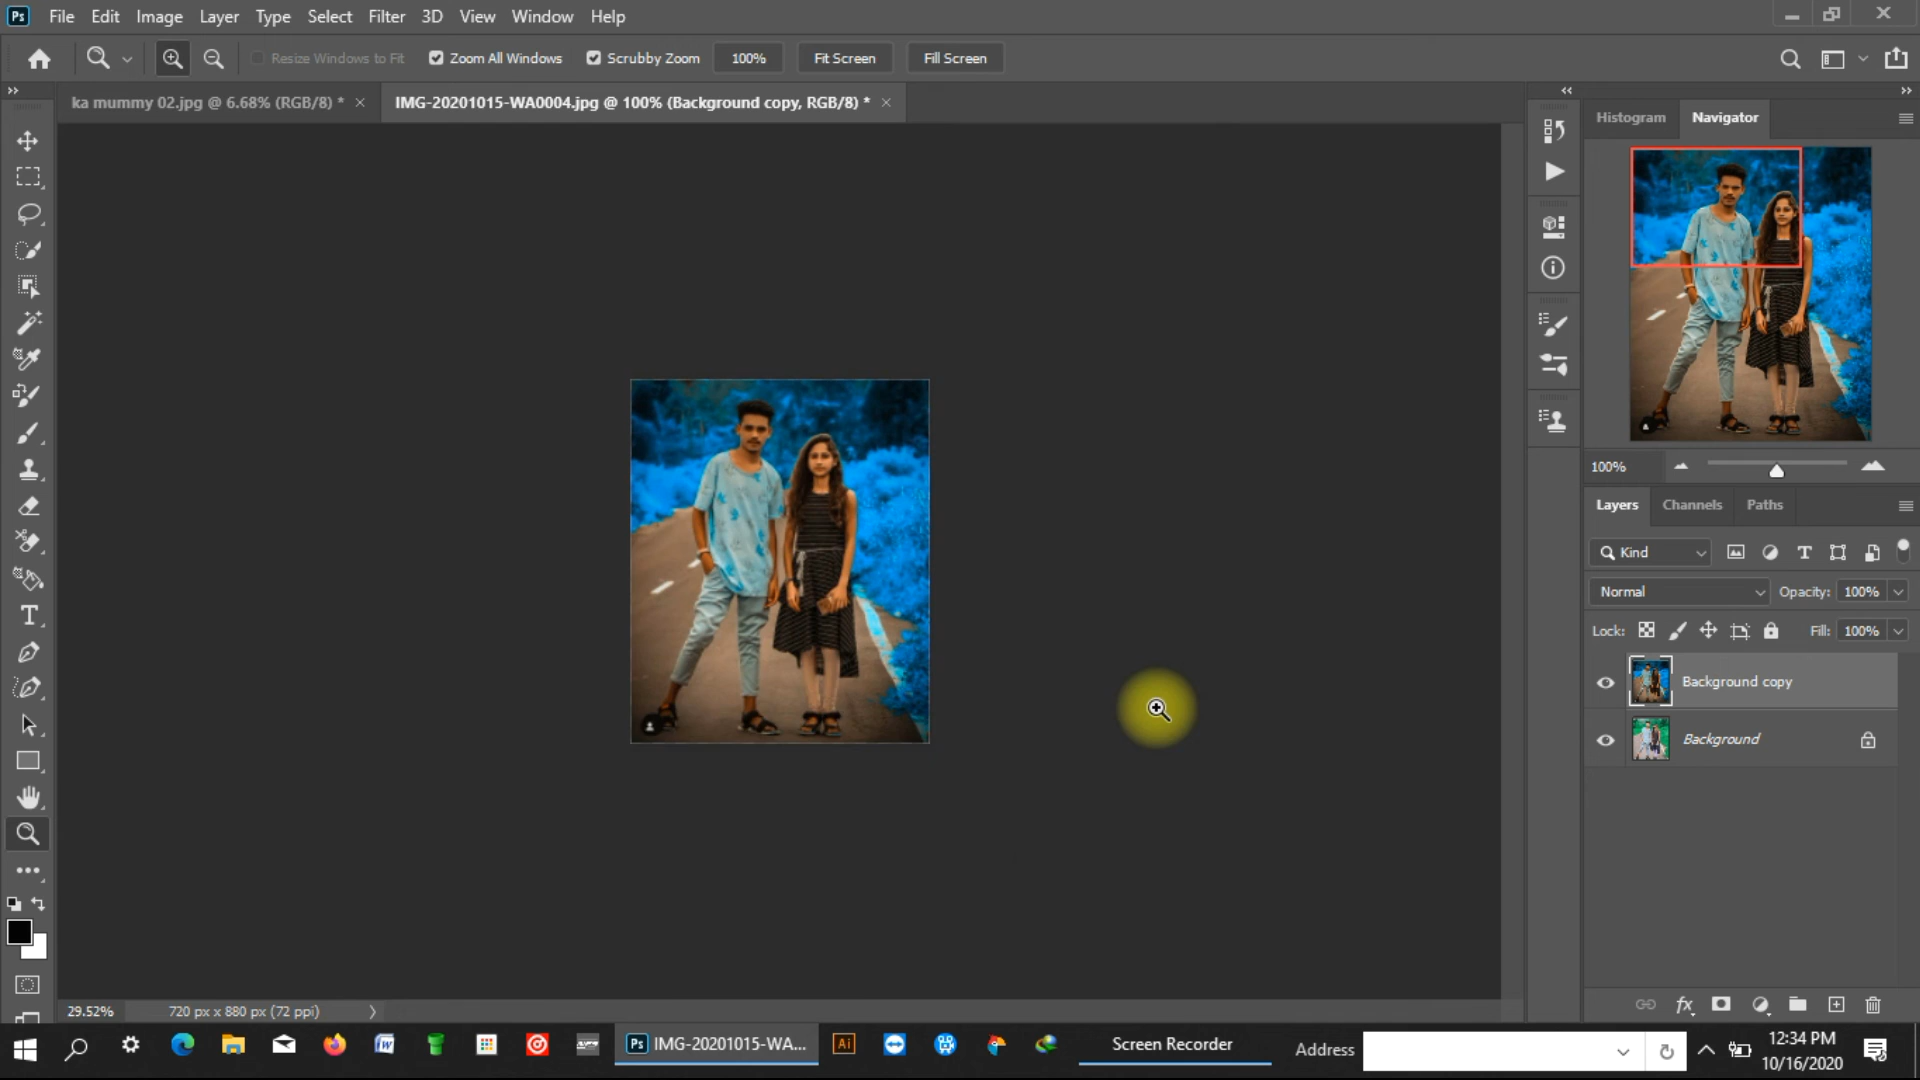 Ps File Edit Image Layer Type Select Filter 3D View Window Help
Resize Windows to Fit Zoom All Windows Scrubby Zoom 100% Fit Screen Fill Screen
ka mummy 02.jpg @ 6.68% (RGB/8) * × IMG-20201015-WA0004.jpg @ 100% (Background copy, RGB/8) * ×
Histogram Navigator
100%
Layers Channels Paths
Kind
Normal Opacity: 100%
Lock: Fill: 100%
Background copy
Background
29.52% 720 px x 880 px (72 ppi)
Ps IMG-20201015-WA... Ai Screen Recorder Address
12:34 PM
10/16/2020